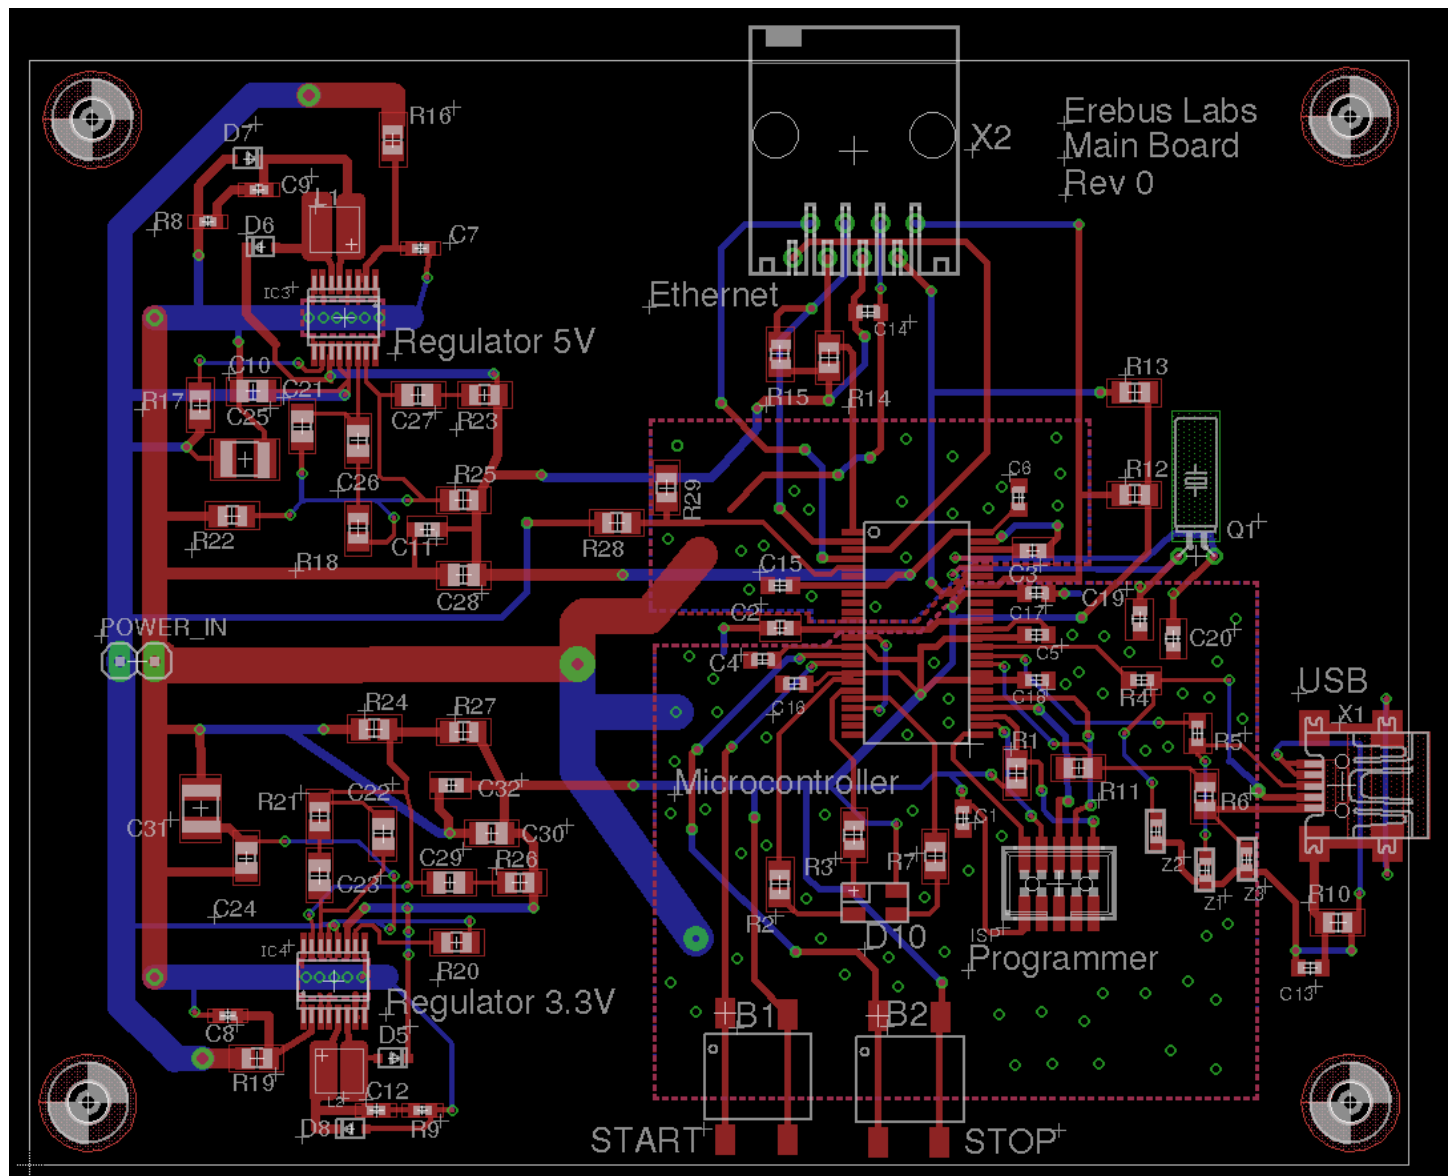 Erebus Labs
Main Board
Rev 0
X2
R16
D7
C9
L1
R8
D6
C7
IC3
Ethernet
C14
Regulator 5V
R13
C10
C21
R17
C25
C27
R23
R15
R14
R12
C6
C26
R25
R29
Q1
R22
C11
R28
R18
C28
C15
C3
C19
C17
C2
C20
POWER_IN
C4
C5
C16
C18
R4
USB
X1
R24
R27
R1
R5
Microcontroller
C32
R11
R6
R21
C22
C31
C30
C1
R3
R7
Z2
Z3
C29
R26
C23
Z1
R10
C24
R2
D10
ISP
IC4
R20
Programmer
C13
Regulator 3.3V
B1
B2
C8
D5
R19
L2
C12
D8
R9
START
STOP